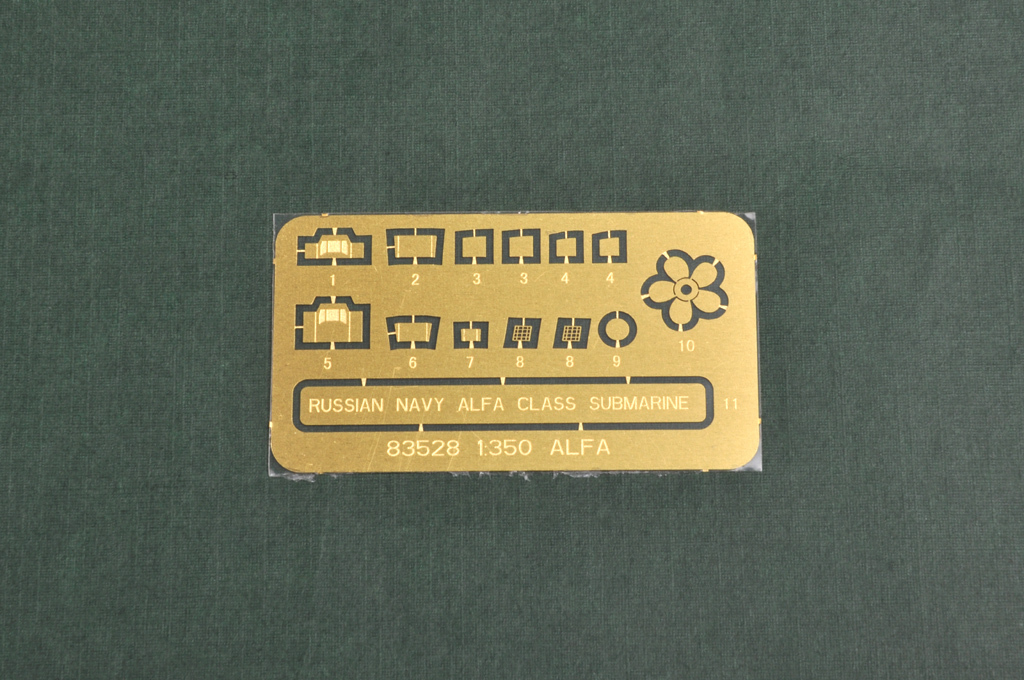 1 2 3 3 4 4
5 6 7 8 8 9 10
RUSSIAN NAVY ALFA CLASS SUBMARINE 11
83528 1:350 ALFA